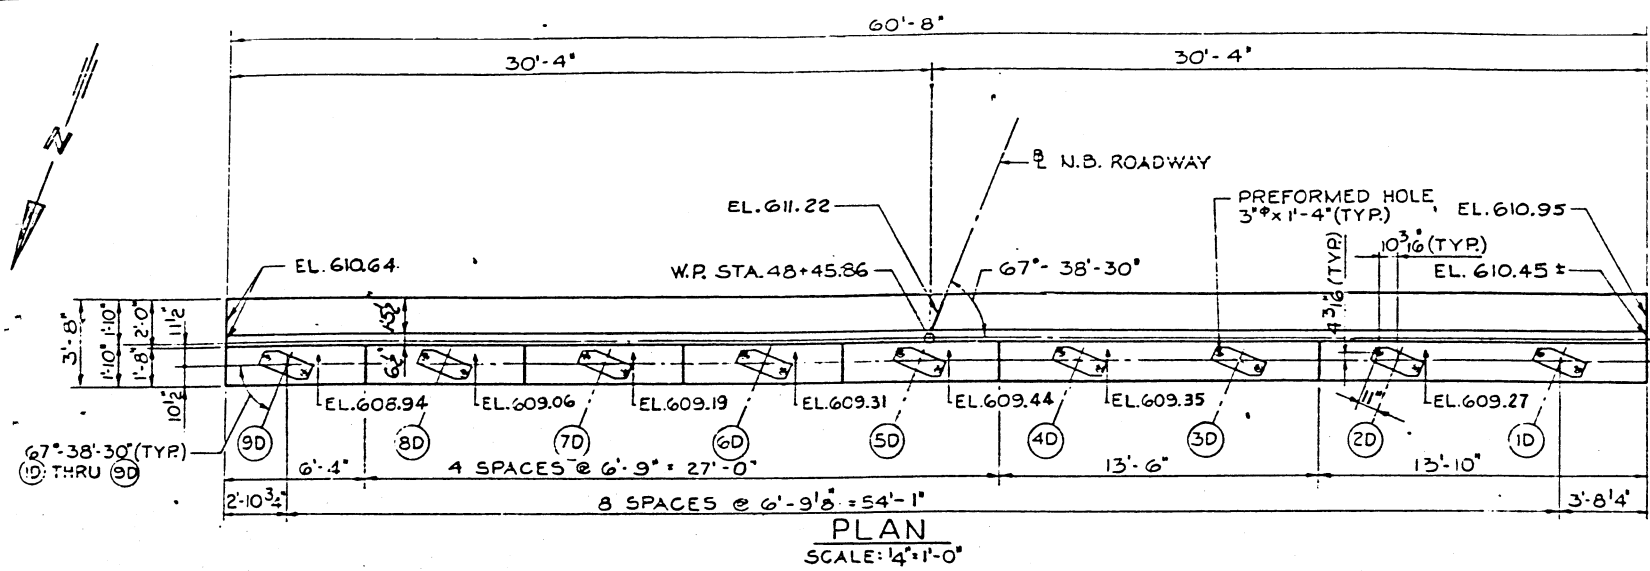 60'-8"
30'-4"
30'-4"
N
℄ N.B. ROADWAY
PREFORMED HOLE
3"φ x 1'-4" (TYP.)
EL. 611.22
EL. 610.95
10 3/16" (TYP.)
4 3/16 (TYP.)
EL. 610.64
W.P. STA. 48+45.86
67°-38'-30"
EL. 610.45 ±
3'-8"
1'-10" 1'-10"
1'-8" 2'-0"
11 1/2
10 1/2
EL. 608.94
EL. 609.06
EL. 609.19
EL. 609.31
EL. 609.44
EL. 609.35
11"
EL. 609.27
9D
8D
7D
6D
5D
4D
3D
2D
1D
67°-38'-30" (TYP.)
1D THRU 9D
6'-4"
4 SPACES @ 6'-9" = 27'-0"
13'-6"
13'-10"
2'-10 3/4"
8 SPACES @ 6'-9 1/8 = 54'-1"
3'-8 1/4"
PLAN
SCALE: 1/4" = 1'-0"